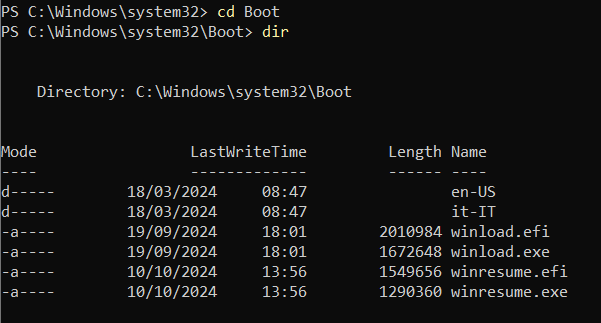 PS C:\Windows\system32> cd Boot
PS C:\Windows\system32\Boot> dir
Directory: C:\Windows\system32\Boot
Mode LastWriteTime Length Name
---- ------------- ------ ----
d----- 18/03/2024 08:47 en-US
d----- 18/03/2024 08:47 it-IT
-a---- 19/09/2024 18:01 2010984 winload.efi
-a---- 19/09/2024 18:01 1672648 winload.exe
-a---- 10/10/2024 13:56 1549656 winresume.efi
-a---- 10/10/2024 13:56 1290360 winresume.exe